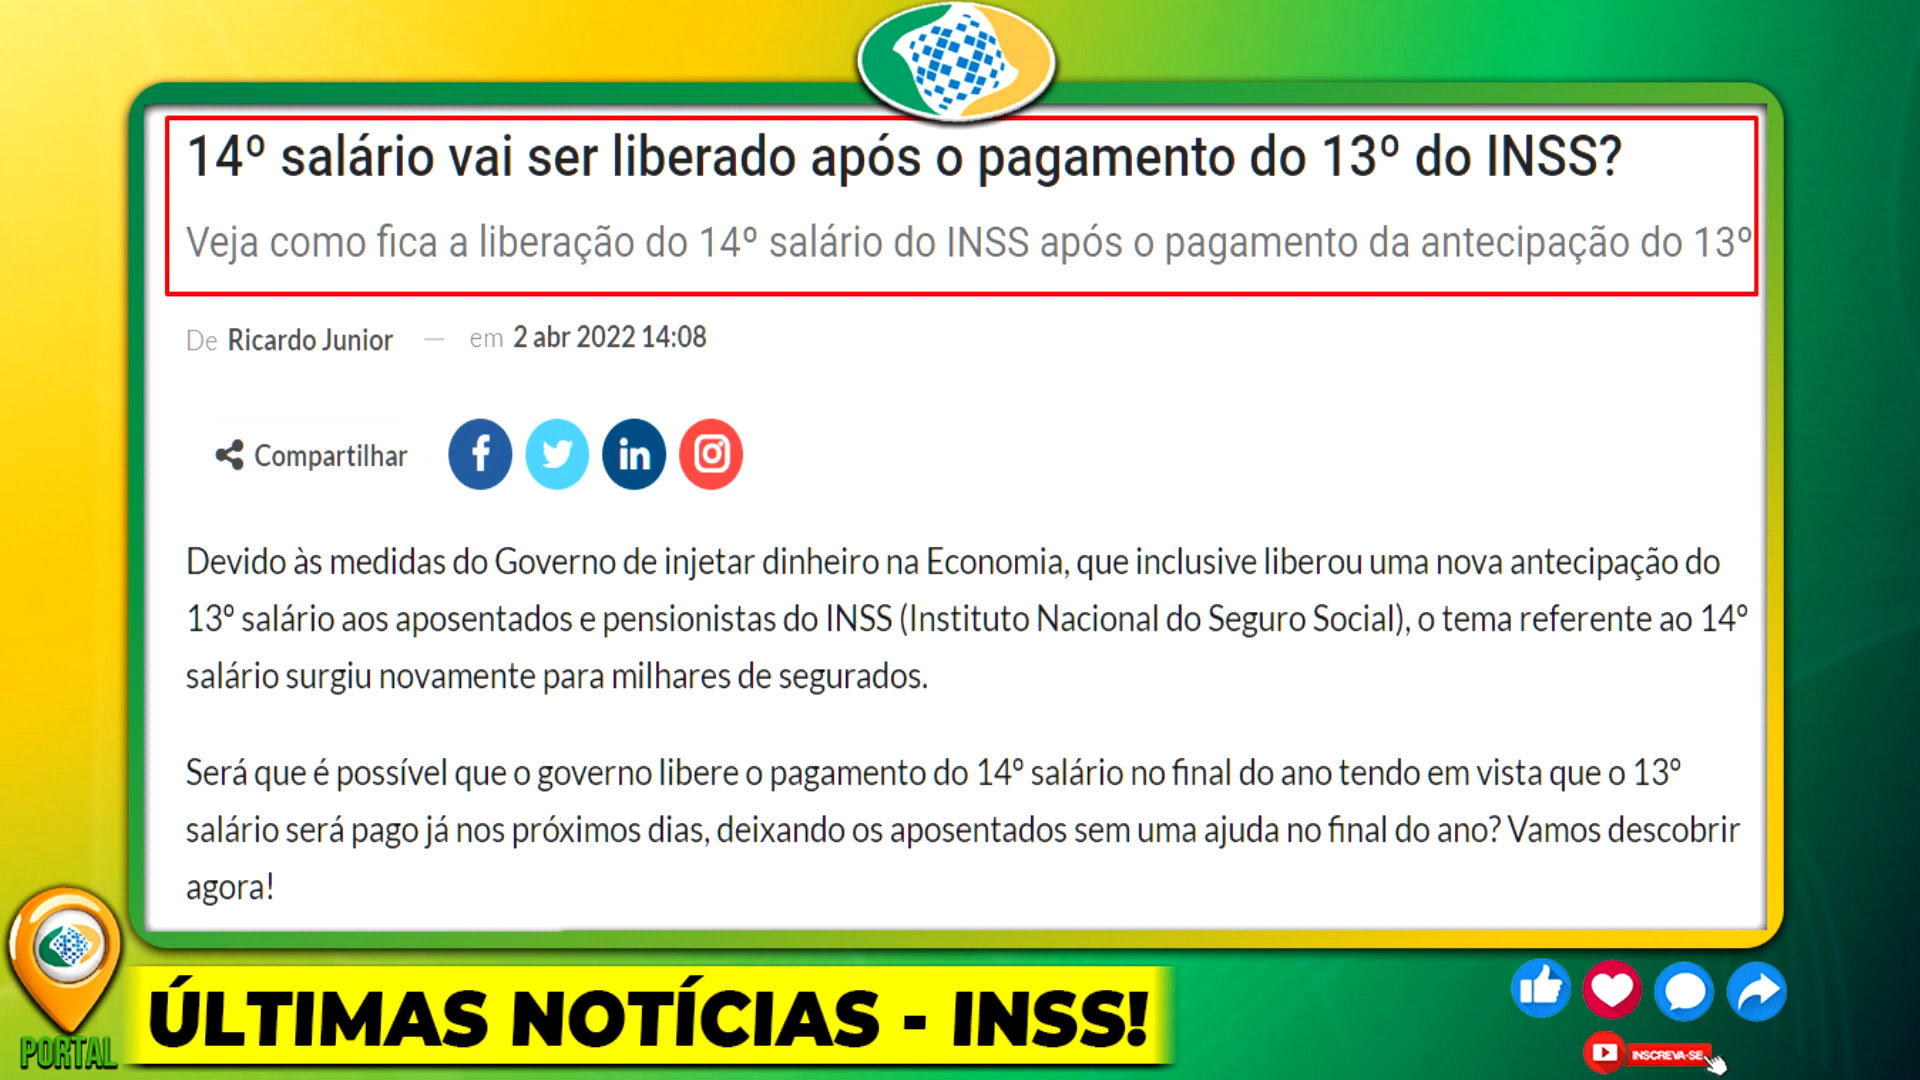 14º salário vai ser liberado após o pagamento do 13º do INSS?
Veja como fica a liberação do 14º salário do INSS após o pagamento da antecipação do 13º
De Ricardo Junior — em 2 abr 2022 14:08
Compartilhar
Devido às medidas do Governo de injetar dinheiro na Economia, que inclusive liberou uma nova antecipação do
13º salário aos aposentados e pensionistas do INSS (Instituto Nacional do Seguro Social), o tema referente ao 14º
salário surgiu novamente para milhares de segurados.
Será que é possível que o governo libere o pagamento do 14º salário no final do ano tendo em vista que o 13º
salário será pago já nos próximos dias, deixando os aposentados sem uma ajuda no final do ano? Vamos descobrir
agora!
ÚLTIMAS NOTÍCIAS - INSS!
PORTAL
INSCREVA-SE